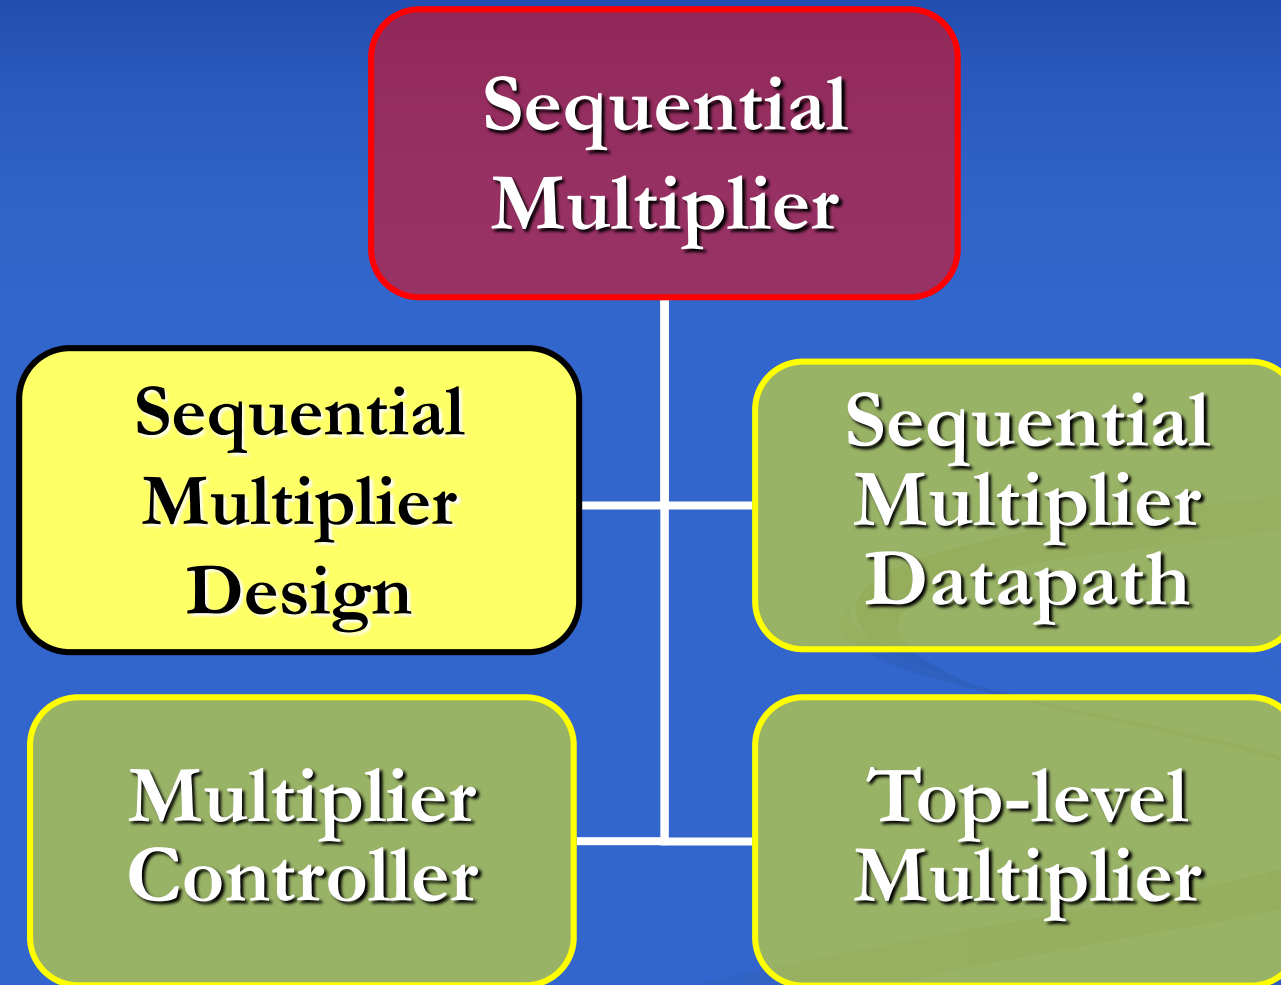 Sequential
Multiplier
Sequential
Multiplier
Design
Sequential
Multiplier
Datapath
Multiplier
Controller
Top-level
Multiplier